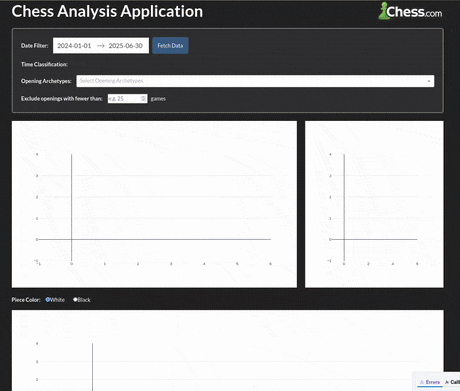 Chess Analysis Application
Chess.com
Date Filter: 2024-01-01 → 2025-06-30 Fetch Data
Time Classification:
Opening Archetypes: Select Opening Archetypes
Exclude openings with fewer than: e.g. 25 games
4
3
2
1
0
-1
-1 0 1 2 3 4 5 6
4
3
2
1
0
-1
0 2 4 6
Piece Color: White Black
4
3
2
1
Errors Call